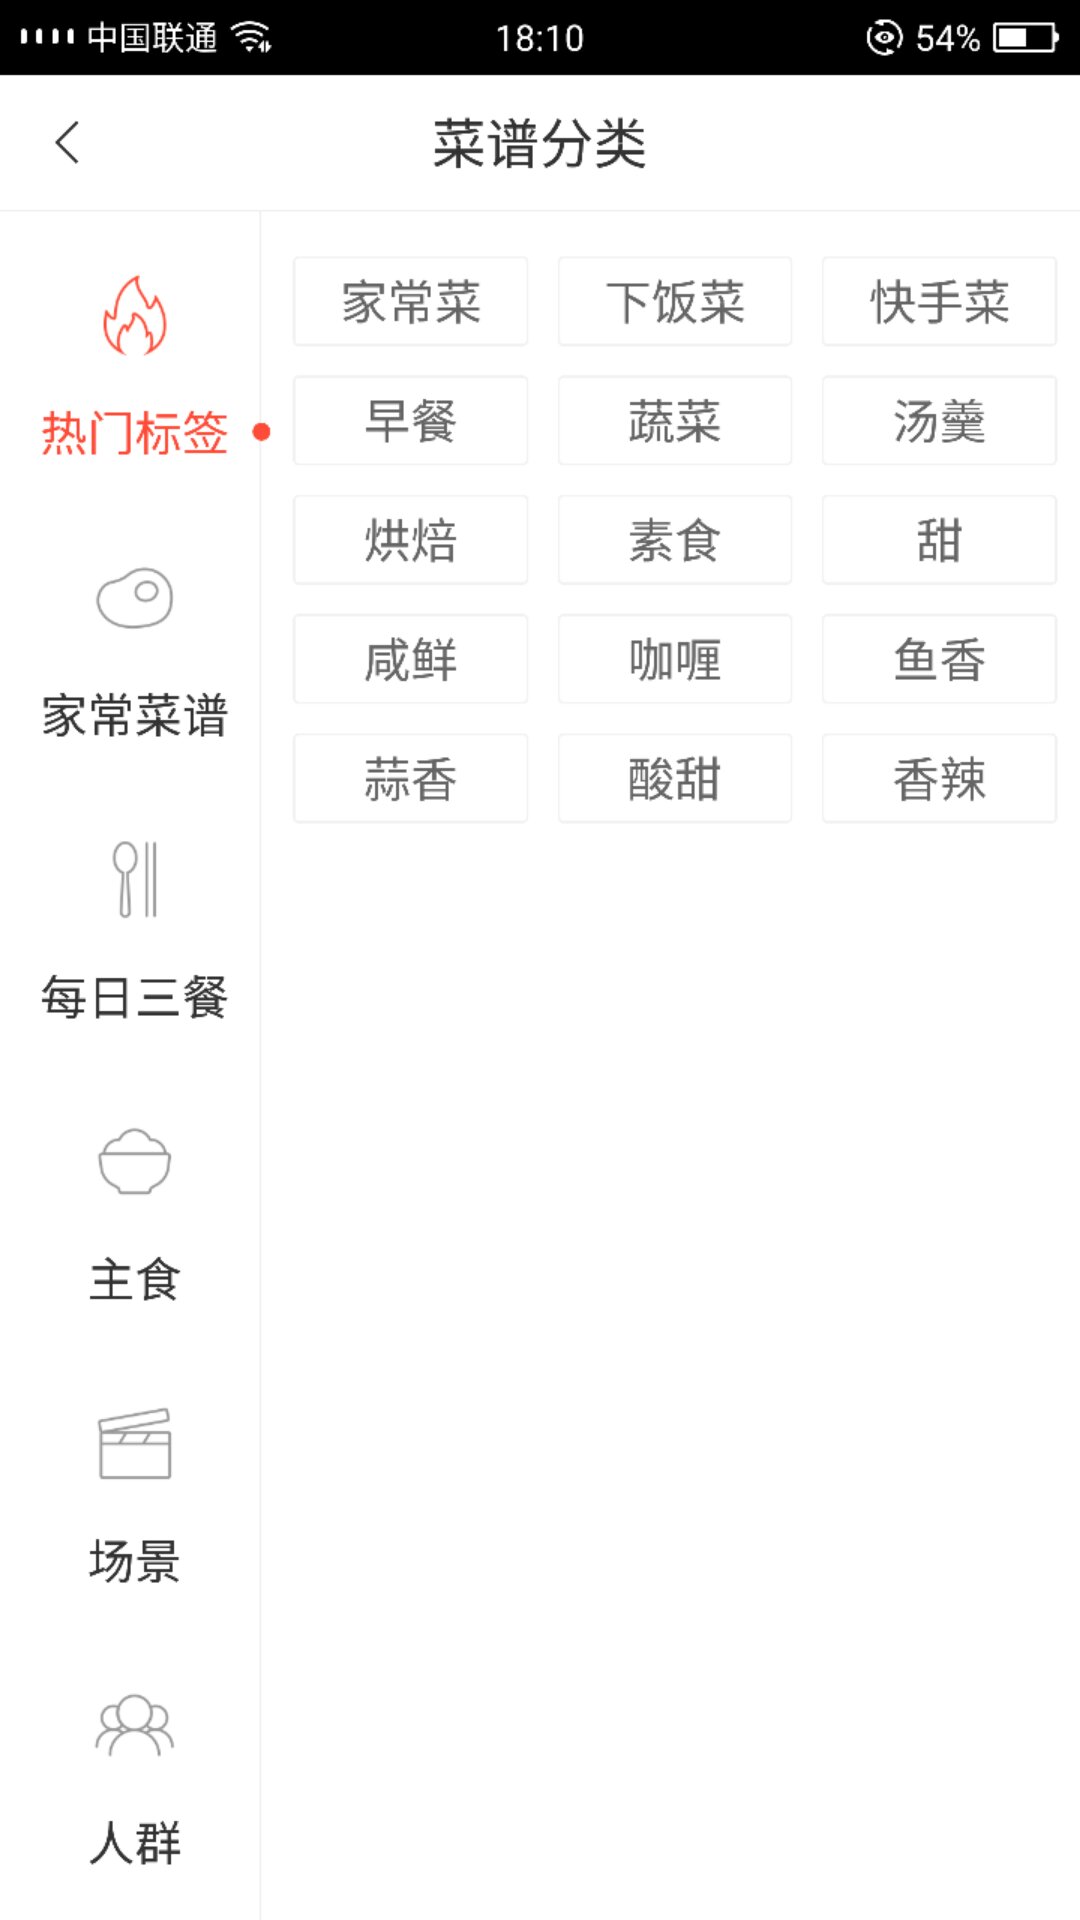 中国联通 18:10 54%
菜谱分类
热门标签
家常菜谱
每日三餐
主食
场景
人群
家常菜 下饭菜 快手菜
早餐 蔬菜 汤羹
烘焙 素食 甜
咸鲜 咖喱 鱼香
蒜香 酸甜 香辣